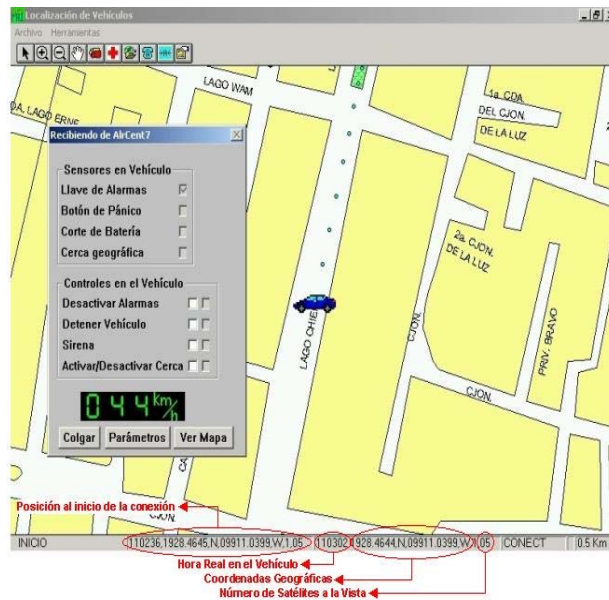 Localización de Vehículos
Archivo Herramientas
LAGO WAM
1a. CDA.
DEL CJON.
DE LA LUZ
DA. LAGO ERNE
Recibiendo de AlrCent7
Sensores en Vehículo
Llave de Alarmas
Botón de Pánico
Corte de Batería
Cerca geográfica
2a. CJON.
DE LA LUZ
Controles en el Vehículo
Desactivar Alarmas
Detener Vehículo
Sirena
Activar/Desactivar Cerca
LAGO CHIE
CJON.
PRIV. BRAVO
CJON.
044 km/h
Colgar Parámetros Ver Mapa
CJON.
Posición al inicio de la conexión
INICIO 110236,1928.4645,N,09911.0399,W,1,05 110302,1928.4644,N,09911.0399,W,1,05 CONECT 0.5 Km
Hora Real en el Vehículo
Coordenadas Geográficas
Número de Satélites a la Vista